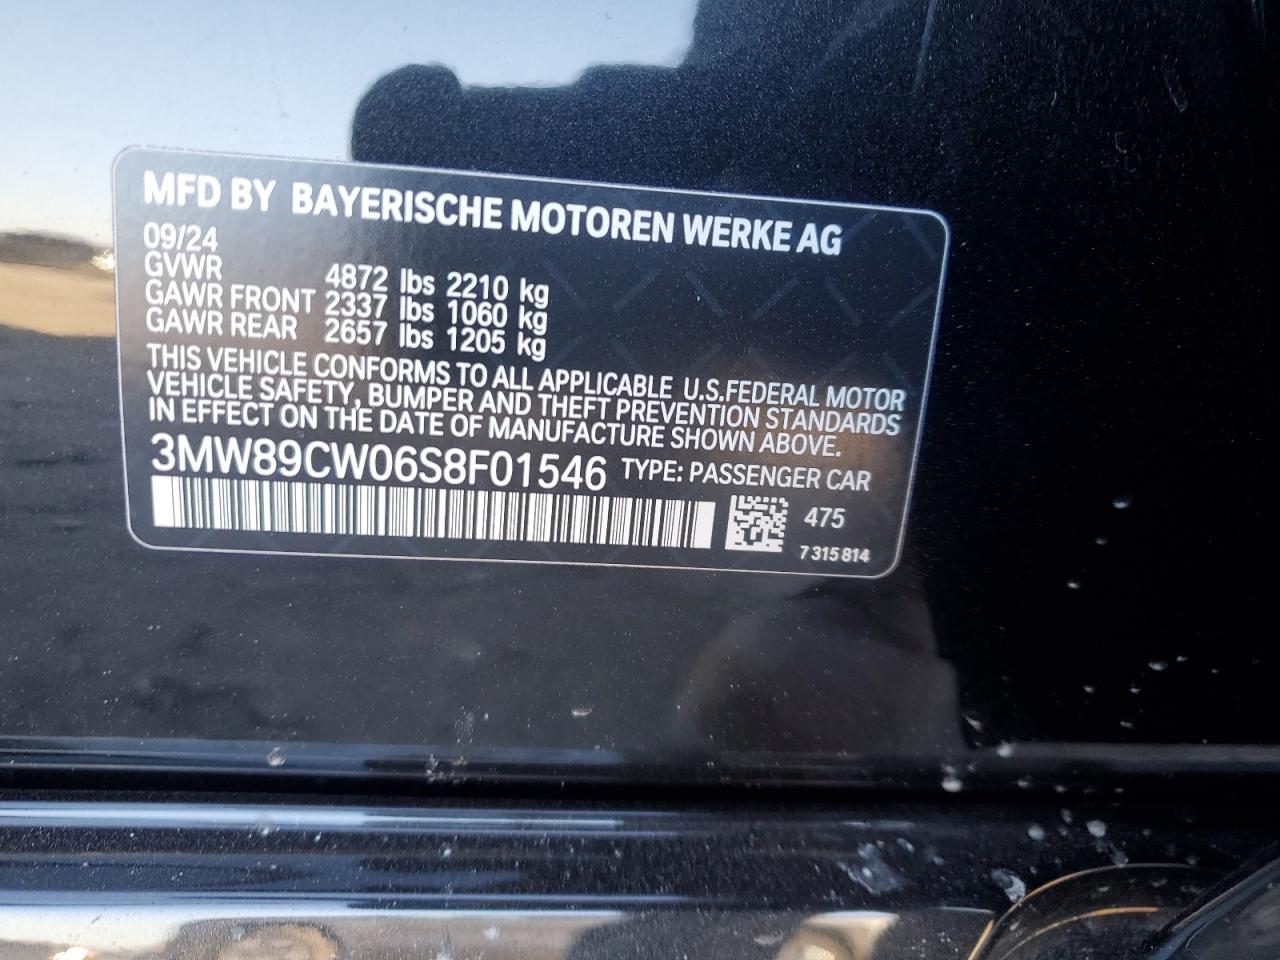 MFD BY BAYERISCHE MOTOREN WERKE AG
09/24
GVWR 4872 lbs 2210 kg
GAWR FRONT 2337 lbs 1060 kg
GAWR REAR 2657 lbs 1205 kg
THIS VEHICLE CONFORMS TO ALL APPLICABLE U.S.FEDERAL MOTOR
VEHICLE SAFETY, BUMPER AND THEFT PREVENTION STANDARDS
IN EFFECT ON THE DATE OF MANUFACTURE SHOWN ABOVE.
3MW89CW06S8F01546 TYPE: PASSENGER CAR
475
7 315 814